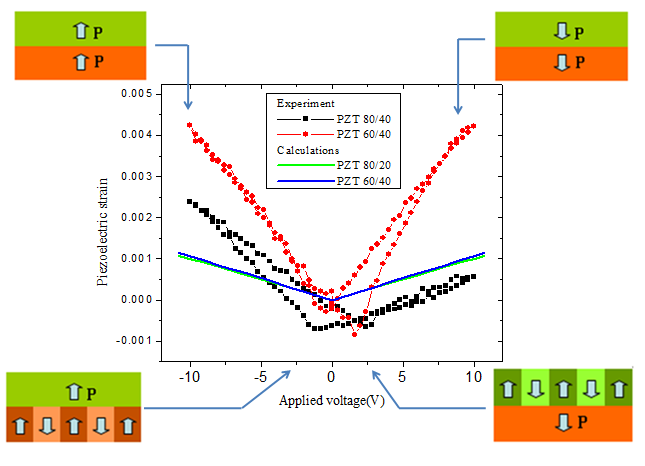 P
P
P
P
0.005
0.004
0.003
0.002
0.001
0.000
-0.001
Piezoelectric strain
Experiment
PZT 80/40
PZT 60/40
Calculations
PZT 80/20
PZT 60/40
-10 -5 0 5 10
Applied voltage(V)
P
P